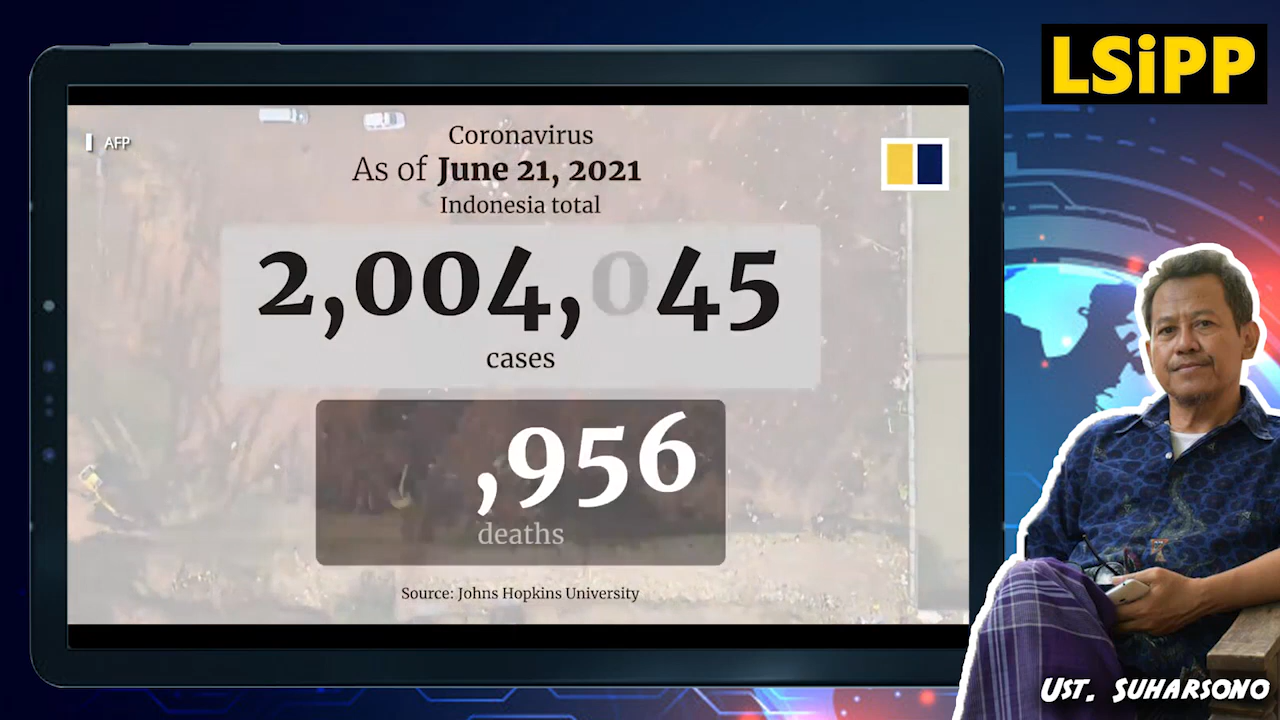 LSiPP
AFP
Coronavirus
As of June 21, 2021
Indonesia total
2,004,045
cases
,956
deaths
Source: Johns Hopkins University
UST. SUHARSONO